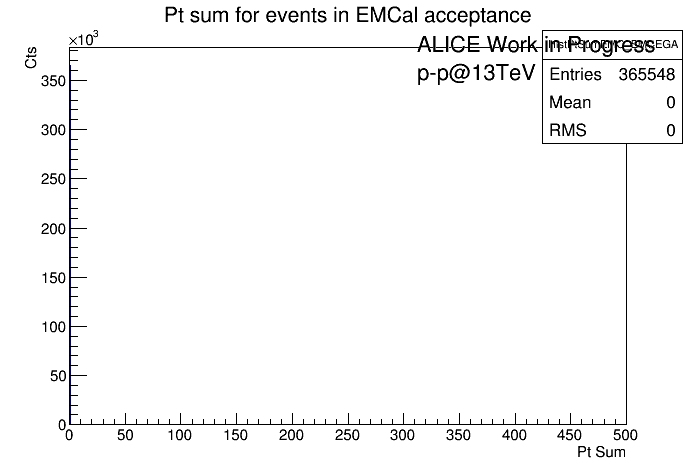 Pt sum for events in EMCal acceptance
×10³
Cts
ALICE Work in Progress
p-p@13TeV
Entries 365548
Mean 0
RMS 0
350
300
250
200
150
100
50
0
0 50 100 150 200 250 300 350 400 450 500
Pt Sum